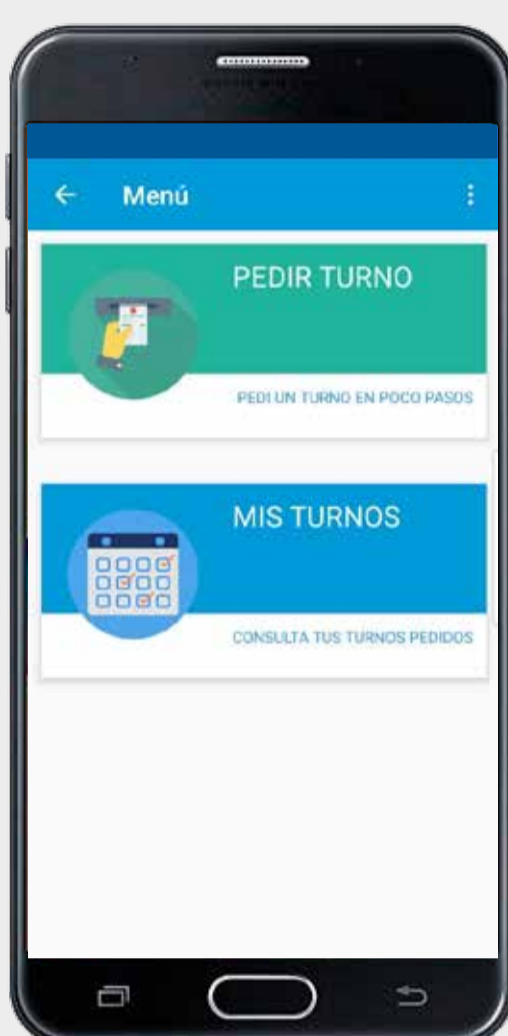 Menú
PEDIR TURNO
PEDI UN TURNO EN POCO PASOS
MIS TURNOS
CONSULTA TUS TURNOS PEDIDOS